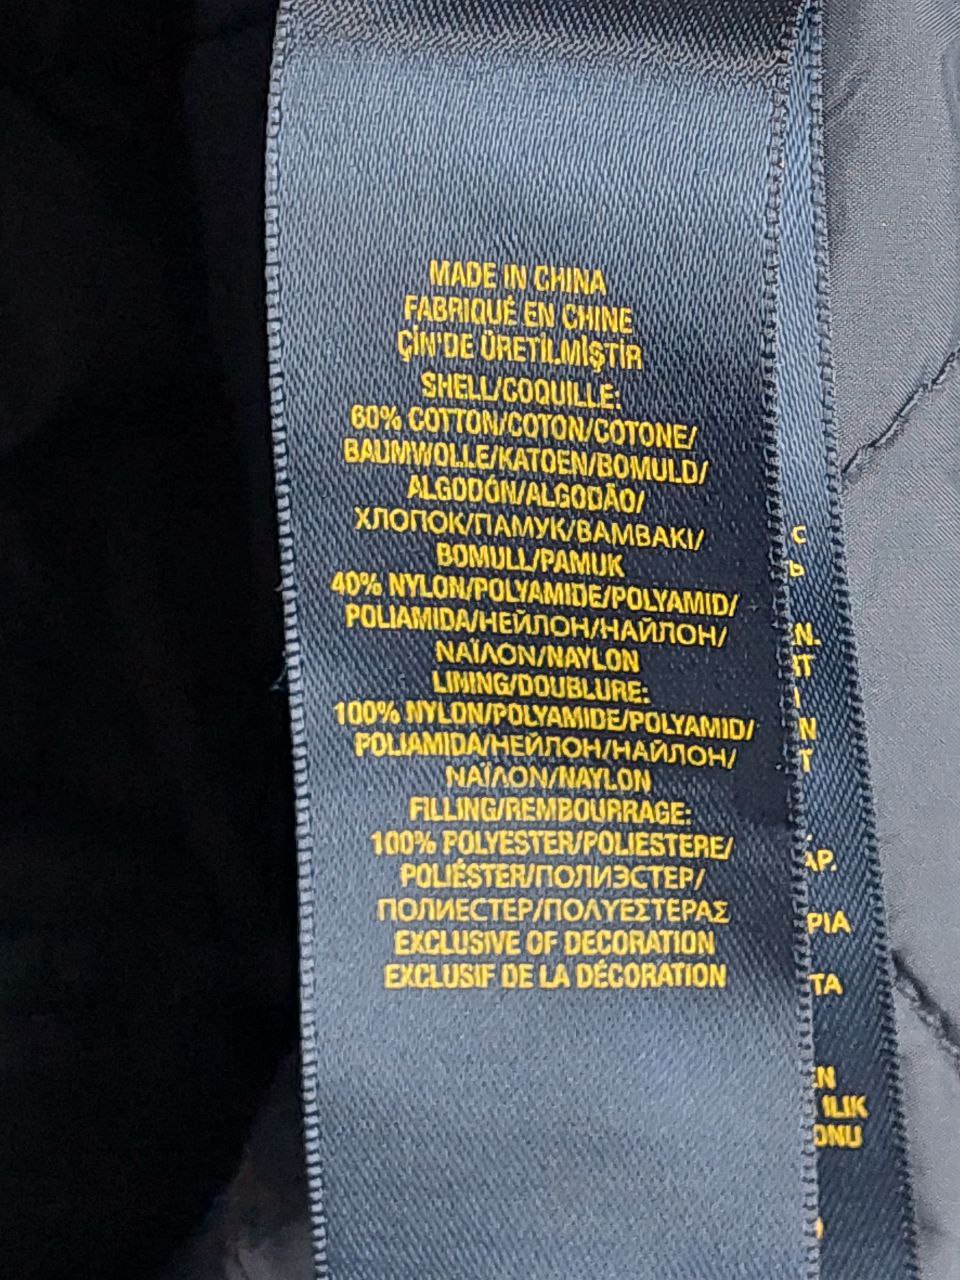 MADE IN CHINA
FABRIQUÉ EN CHINE
ÇİN'DE ÜRETİLMİŞTİR
SHELL/COQUILLE:
60% COTTON/COTON/COTONE/
BAUMWOLLE/KATOEN/BOMULD/
ALGODÓN/ALGODÃO/
ХЛОПОК/ПАМУК/ΒΑΜΒΑΚΙ/
BOMULL/PAMUK
40% NYLON/POLYAMIDE/POLYAMID/
POLIAMIDA/НЕЙЛОН/НАЙЛОН/
ΝΑΪΛΟΝ/NAYLON
LINING/DOUBLURE:
100% NYLON/POLYAMIDE/POLYAMID/
POLIAMIDA/НЕЙЛОН/НАЙЛОН/
ΝΑΪΛΟΝ/NAYLON
FILLING/REMBOURRAGE:
100% POLYESTER/POLIESTERE/
POLIÉSTER/ПОЛИЭСТЕР/
ПОЛИЕСТЕР/ΠΟΛΥΕΣΤΕΡΑΣ
EXCLUSIVE OF DECORATION
EXCLUSIF DE LA DÉCORATION